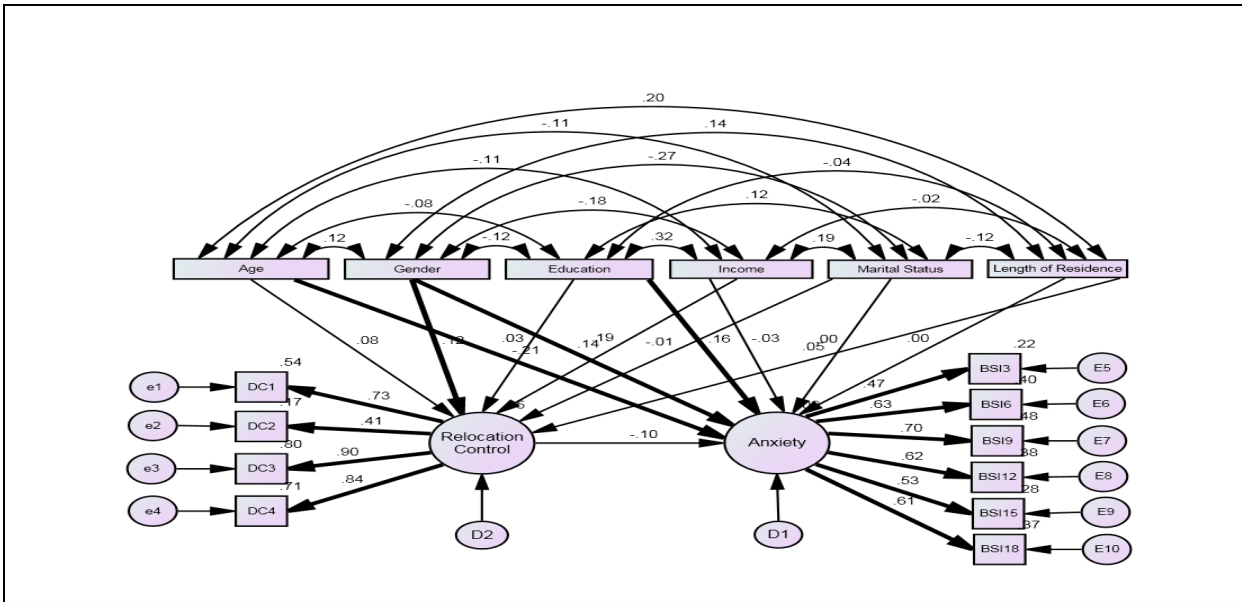 .20
-.11
.14
-.11
-.27
-.04
-.08
-.18
.12
-.02
.12
-.12
.32
.19
-.12
Age
Gender
Education
Income
Marital Status
Length of Residence
.08
.03
.19
-.21
.14
-.01
.16
-.03
.05
.00
.00
.54
.22
e1
DC1
.73
.47
BSI3
E5
.17
.40
e2
DC2
.41
.63
BSI6
E6
.80
.48
Relocation
Control
-.10
Anxiety
.70
BSI9
E7
e3
DC3
.90
.38
.62
BSI12
E8
.71
.84
.28
.53
e4
DC4
.61
BSI15
E9
.37
D2
D1
BSI18
E10